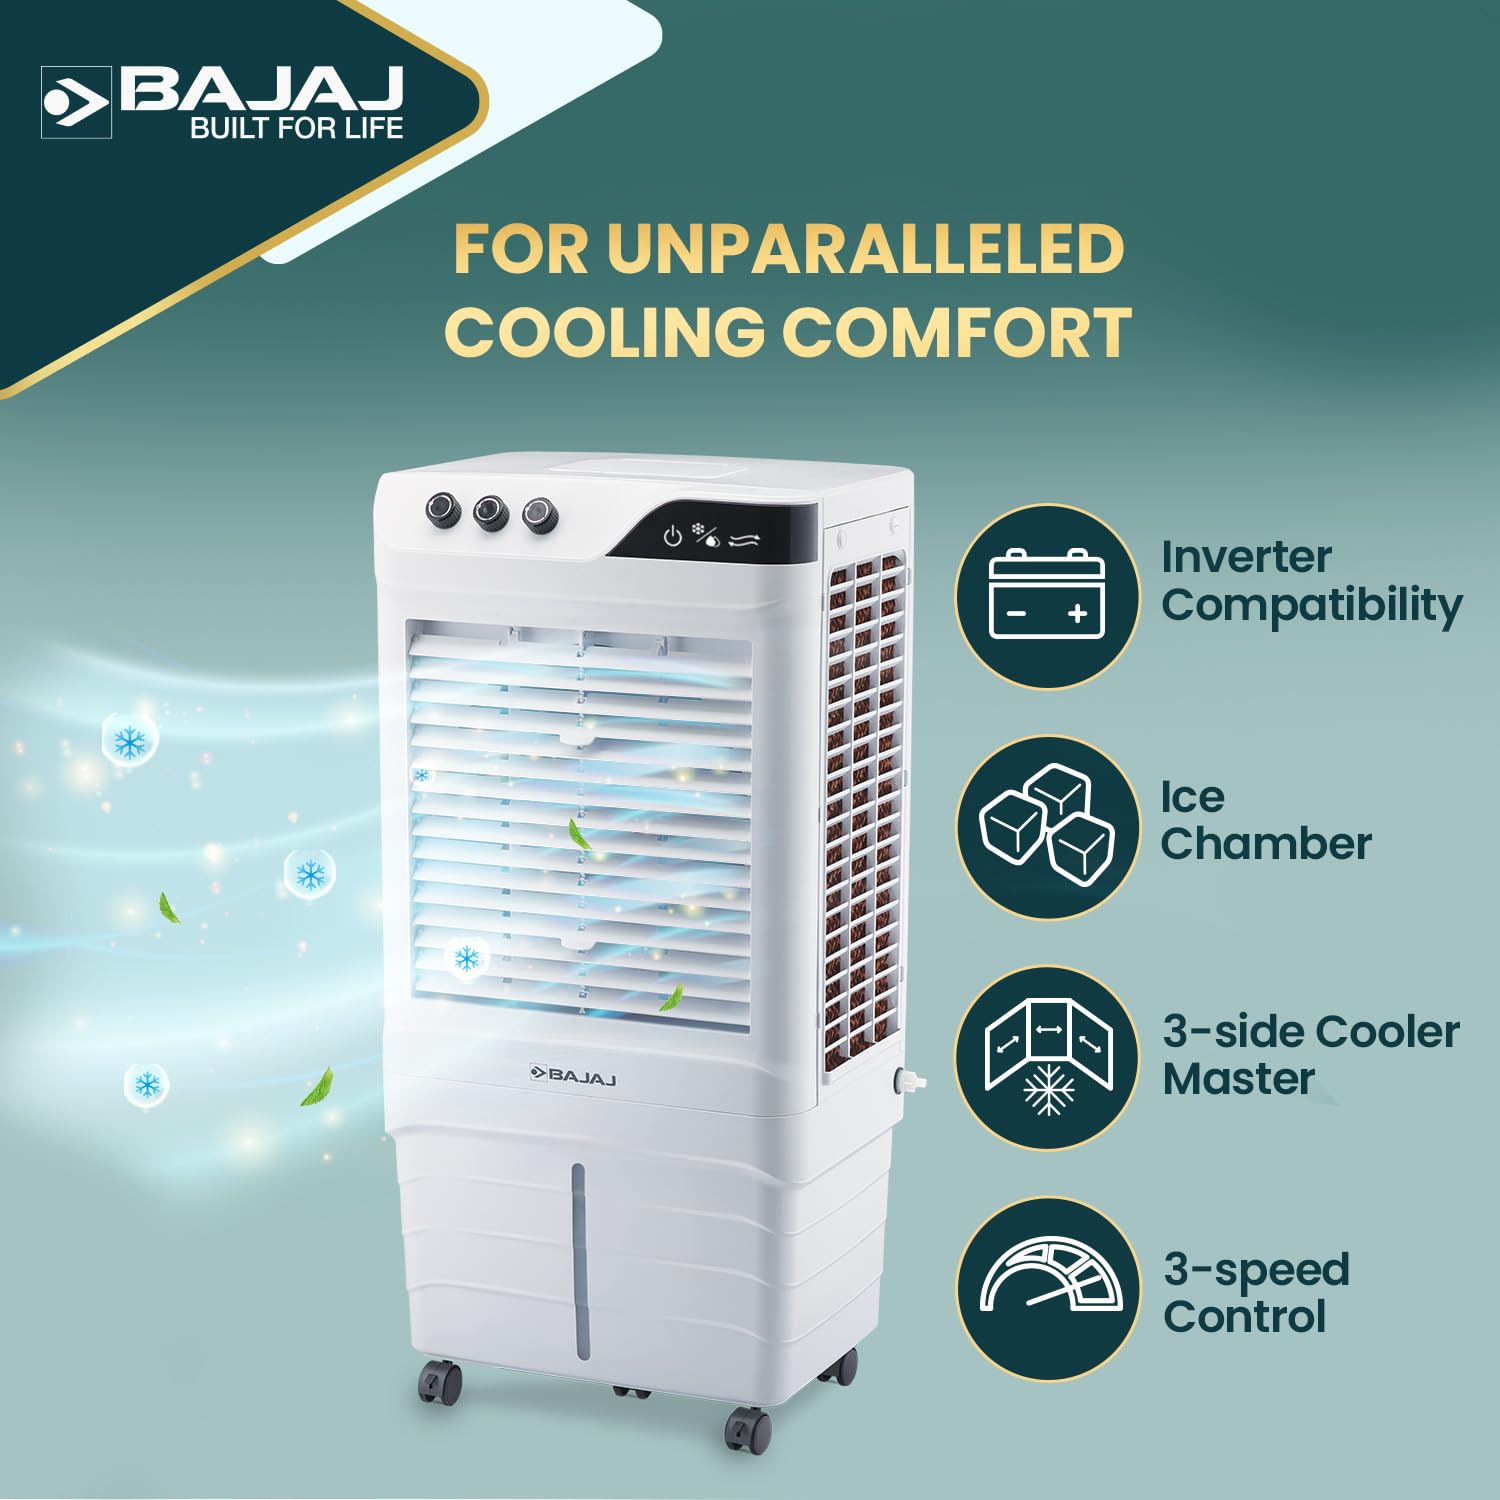 BAJAJ
BUILT FOR LIFE
FOR UNPARALLELED
COOLING COMFORT
Inverter
Compatibility
Ice
Chamber
3-side Cooler
Master
3-speed
Control
BAJAJ